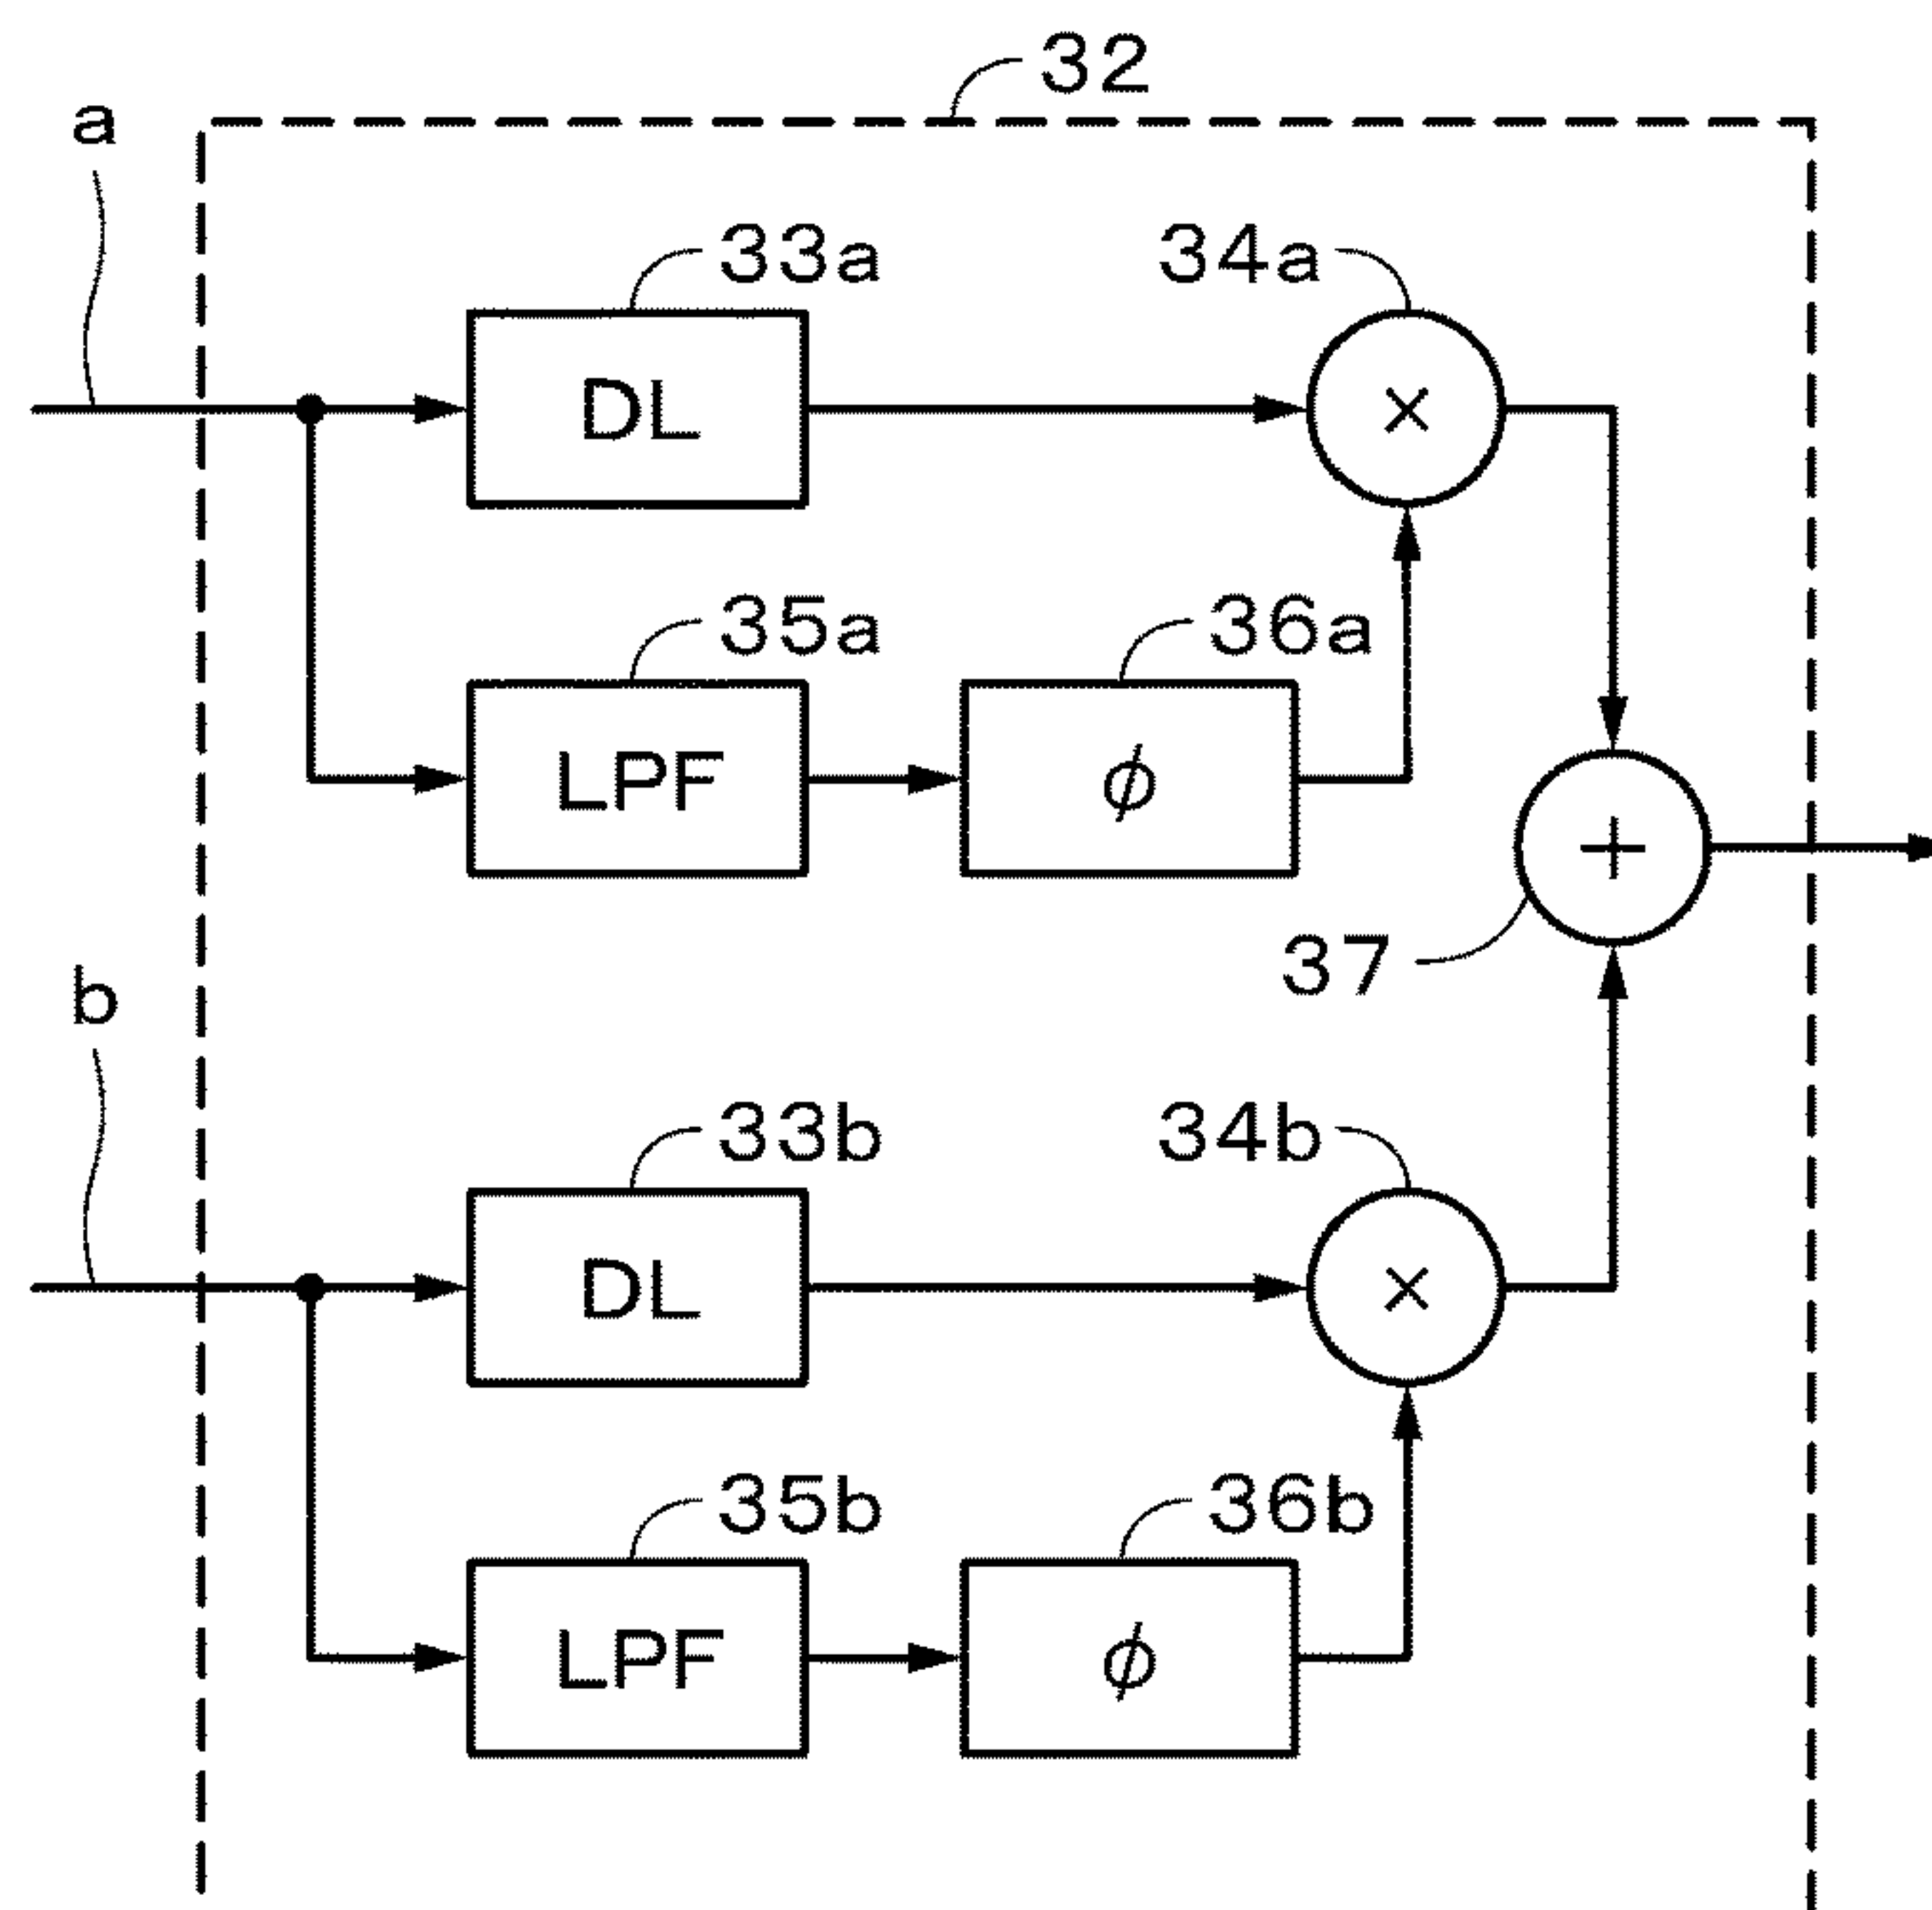 32
a
33a
34a
DL
×
35a
36a
LPF
ϕ
+
37
b
33b
34b
DL
×
35b
36b
LPF
ϕ